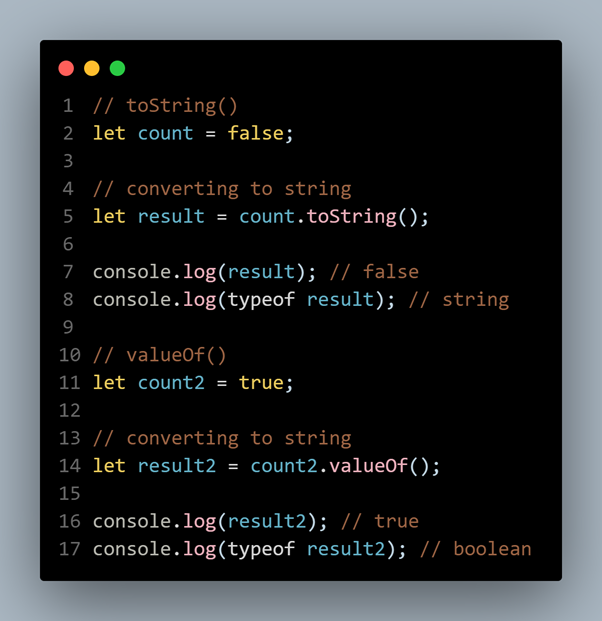 1 // toString()
2 let count = false;
3
4 // converting to string
5 let result = count.toString();
6
7 console.log(result); // false
8 console.log(typeof result); // string
9
10 // valueOf()
11 let count2 = true;
12
13 // converting to string
14 let result2 = count2.valueOf();
15
16 console.log(result2); // true
17 console.log(typeof result2); // boolean